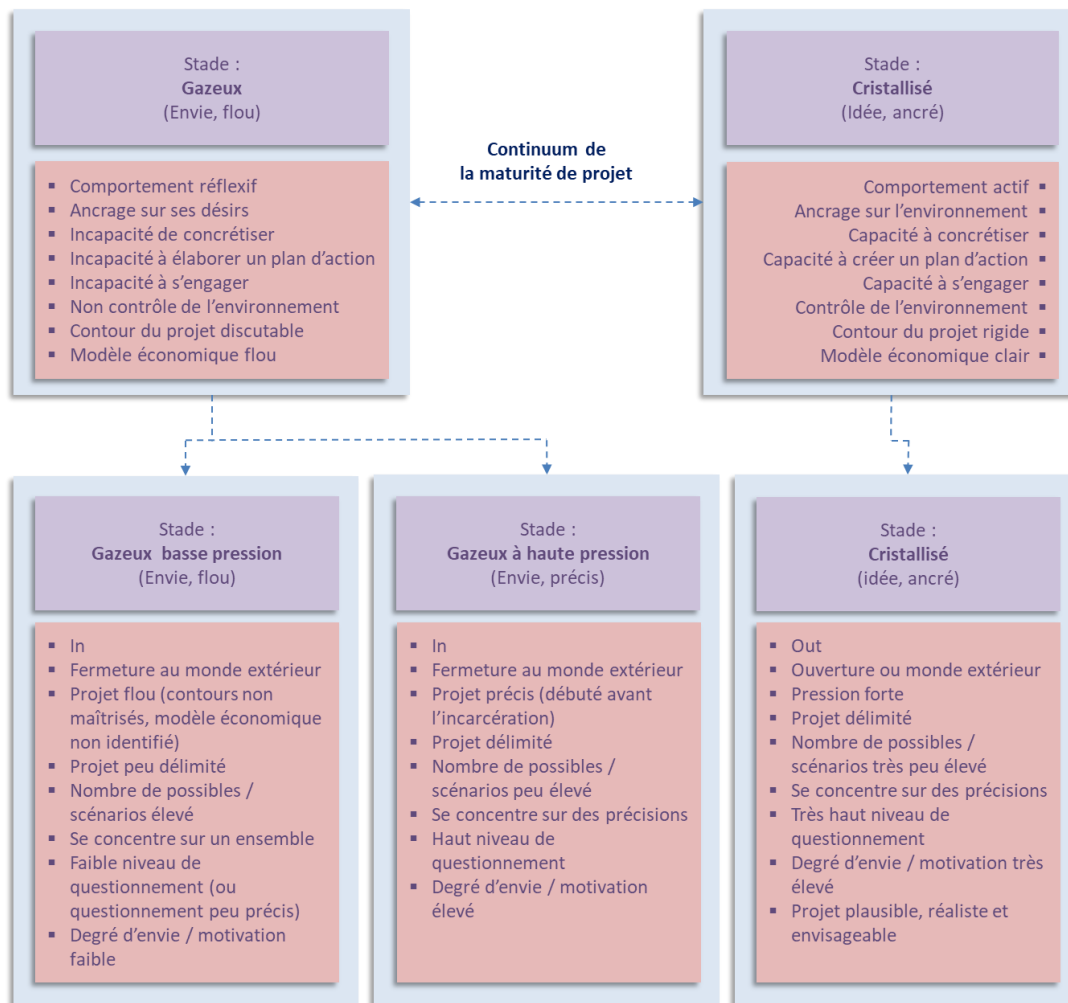 Stade :
Gazeux
(Envie, flou)
▪ Comportement réflexif
▪ Ancrage sur ses désirs
▪ Incapacité de concrétiser
▪ Incapacité à élaborer un plan d’action
▪ Incapacité à s’engager
▪ Non contrôle de l’environnement
▪ Contour du projet discutable
▪ Modèle économique flou
Continuum de
la maturité de projet
Stade :
Cristallisé
(Idée, ancré)
Comportement actif ▪
Ancrage sur l’environnement ▪
Capacité à concrétiser ▪
Capacité à créer un plan d’action ▪
Capacité à s’engager ▪
Contrôle de l’environnement ▪
Contour du projet rigide ▪
Modèle économique clair ▪
Stade :
Gazeux basse pression
(Envie, flou)
▪ In
▪ Fermeture au monde extérieur
▪ Projet flou (contours non
maîtrisés, modèle économique
non identifié)
▪ Projet peu délimité
▪ Nombre de possibles /
scénarios élevé
▪ Se concentre sur un ensemble
▪ Faible niveau de
questionnement (ou
questionnement peu précis)
▪ Degré d’envie / motivation
faible
Stade :
Gazeux à haute pression
(Envie, précis)
▪ In
▪ Fermeture au monde extérieur
▪ Projet précis (débuté avant
l’incarcération)
▪ Projet délimité
▪ Nombre de possibles /
scénarios peu élevé
▪ Se concentre sur des précisions
▪ Haut niveau de
questionnement
▪ Degré d’envie / motivation
élevé
Stade :
Cristallisé
(idée, ancré)
▪ Out
▪ Ouverture ou monde extérieur
▪ Pression forte
▪ Projet délimité
▪ Nombre de possibles /
scénarios très peu élevé
▪ Se concentre sur des précisions
▪ Très haut niveau de
questionnement
▪ Degré d’envie / motivation très
élevé
▪ Projet plausible, réaliste et
envisageable